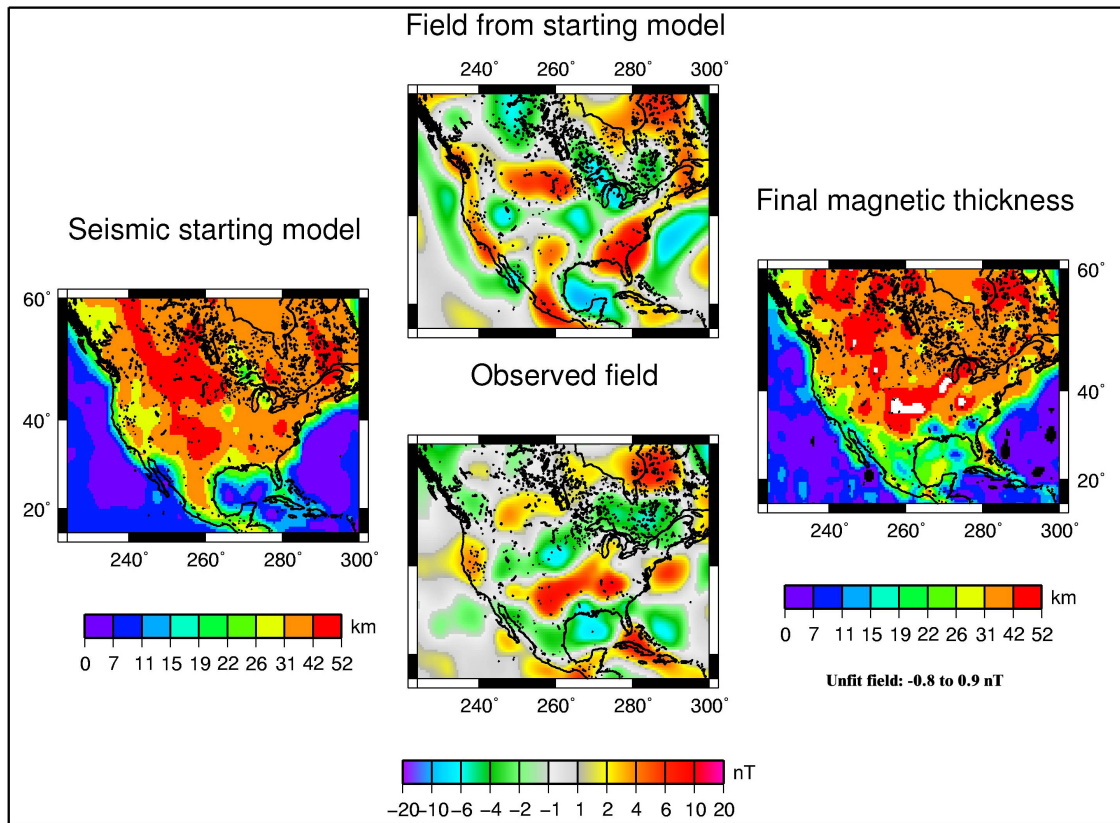 Field from starting model
240° 260° 280° 300°
Seismic starting model
60°
40°
20°
240° 260° 280° 300°
0 7 11 15 19 22 26 31 42 52 km
Observed field
240° 260° 280° 300°
−20 −10 −6 −4 −2 −1 1 2 4 6 10 20 nT
Final magnetic thickness
60°
40°
20°
240° 260° 280° 300°
0 7 11 15 19 22 26 31 42 52 km
Unfit field: -0.8 to 0.9 nT